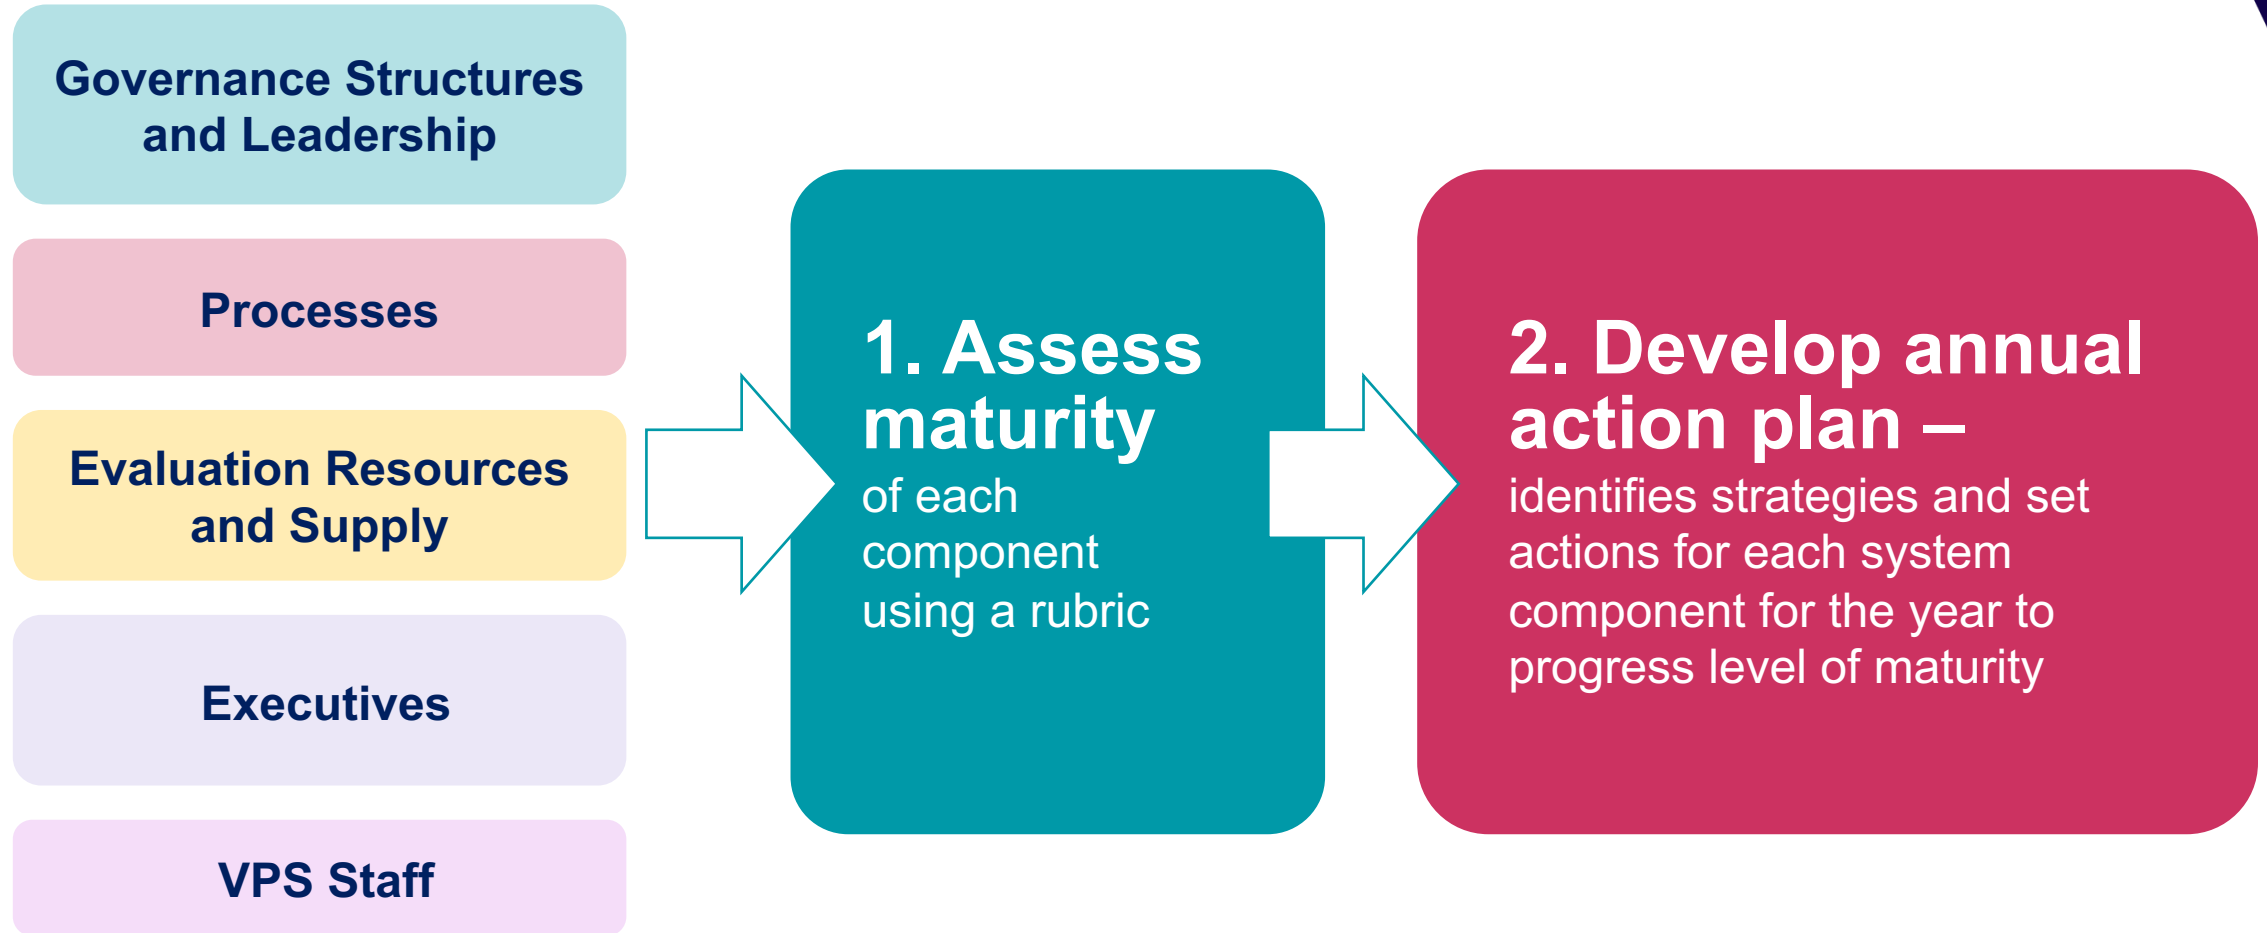 Governance Structures
and Leadership
Processes
Evaluation Resources
and Supply
Executives
VPS Staff
1. Assess
maturity
of each
component
using a rubric
2. Develop annual
action plan –
identifies strategies and set
actions for each system
component for the year to
progress level of maturity